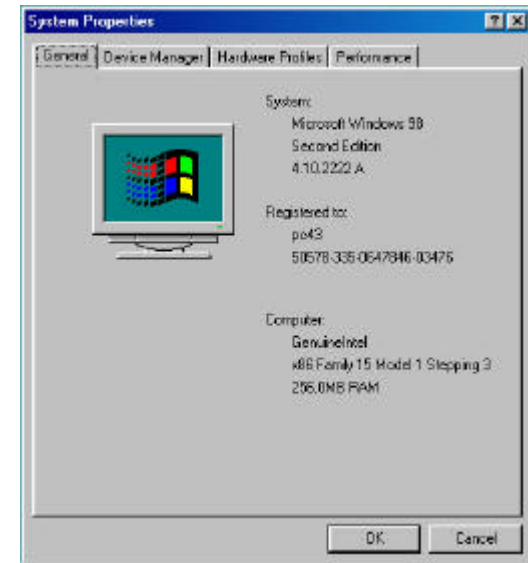 System Properties
General Device Manager Hardware Profiles Performance
System:
Microsoft Windows 98
Second Edition
4.10.2222 A
Registered to:
pc43
50578-335-0647846-03476
Computer:
GenuineIntel
x86 Family 15 Model 1 Stepping 3
256.0MB RAM
OK Cancel